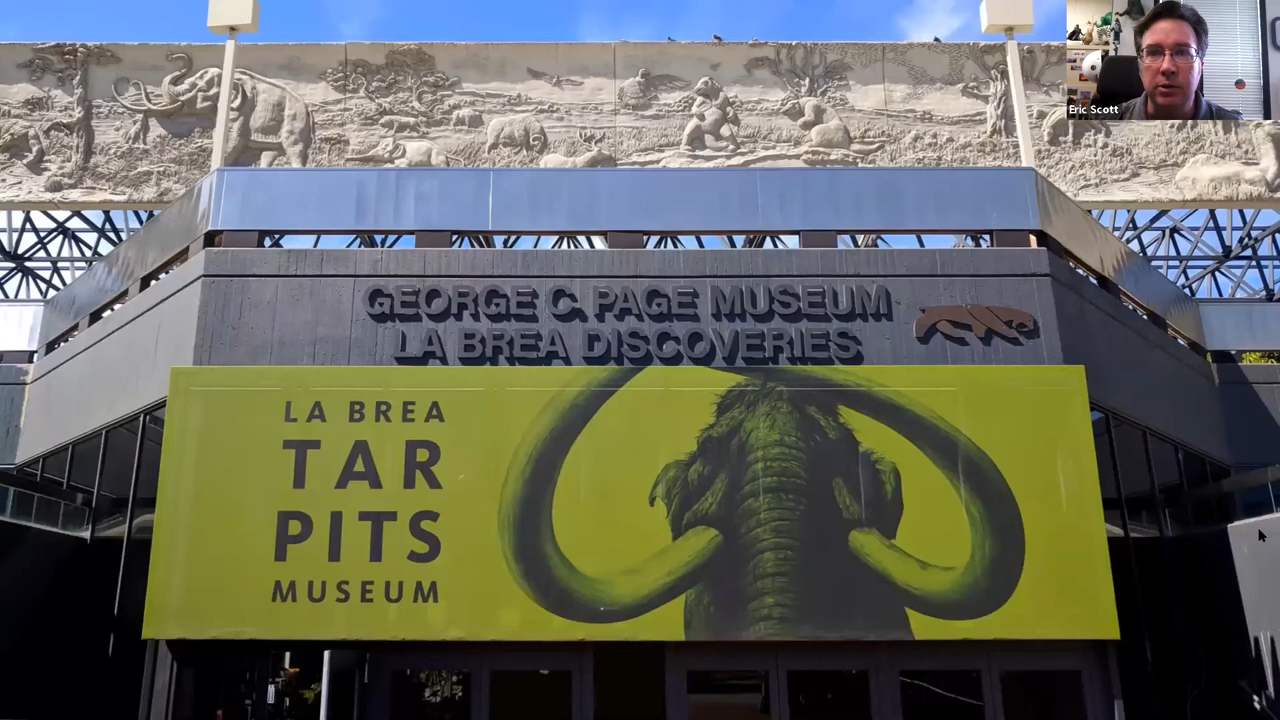 Eric Scott
GEORGE C. PAGE MUSEUM
LA BREA DISCOVERIES
LA BREA
TAR
PITS
MUSEUM